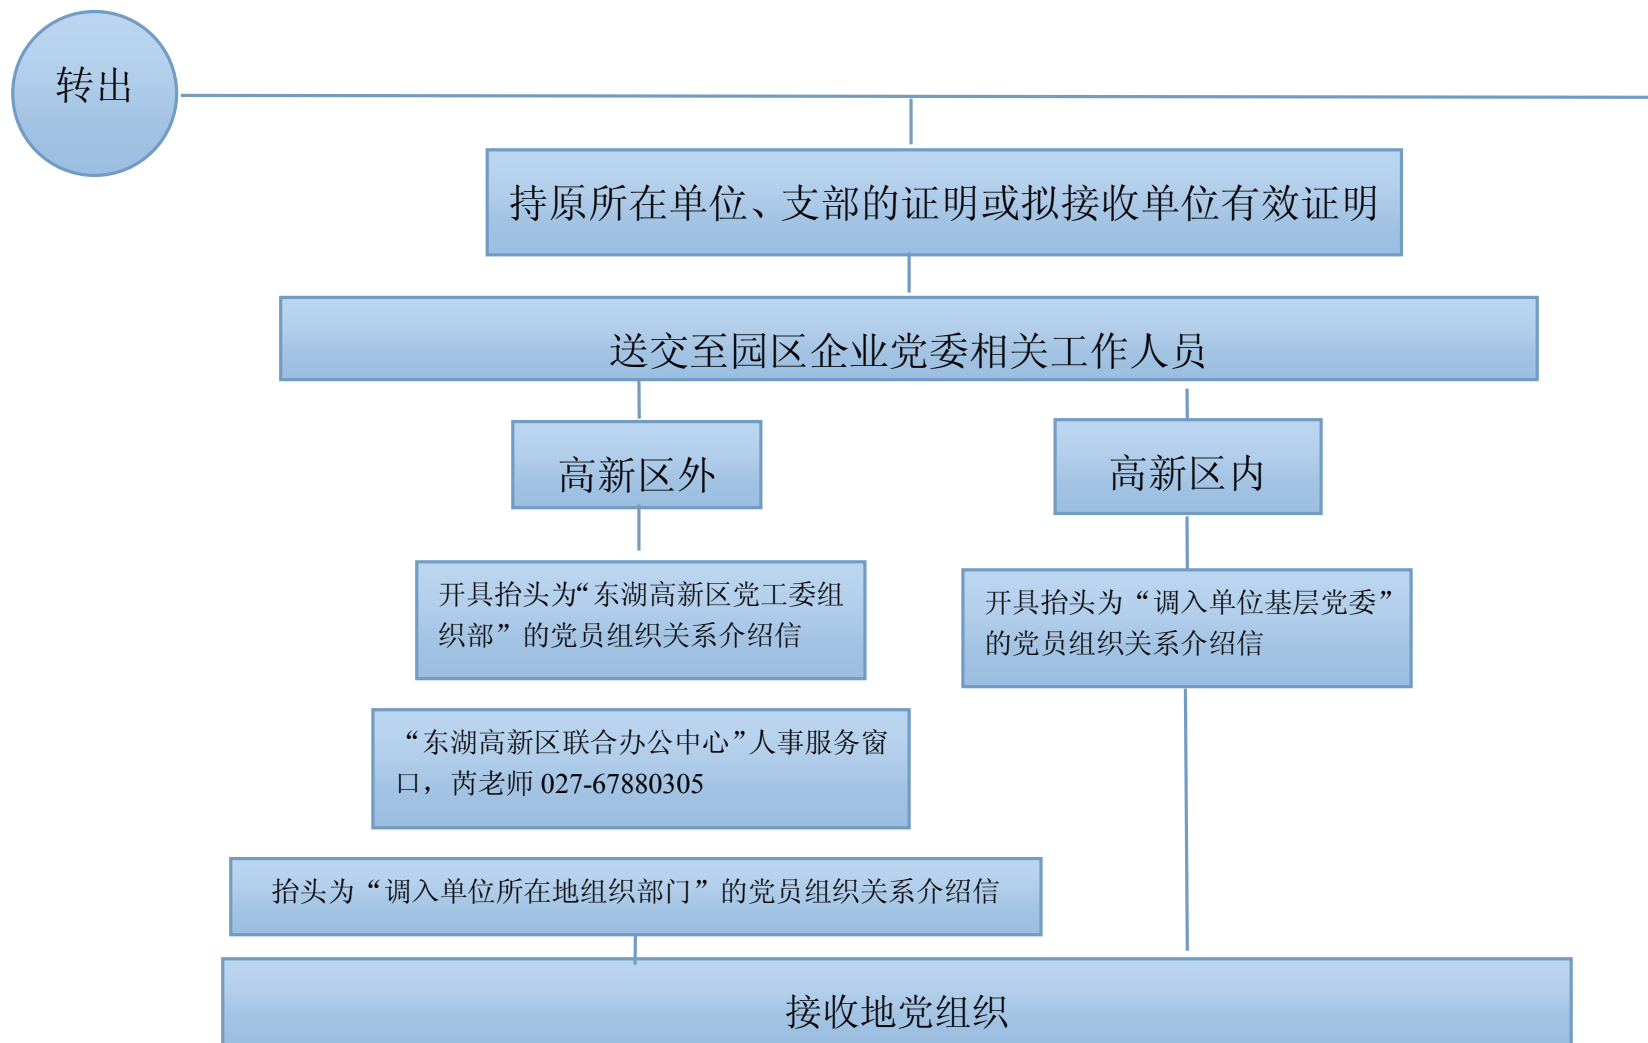 转出
持原所在单位、支部的证明或拟接收单位有效证明
送交至园区企业党委相关工作人员
高新区外
高新区内
开具抬头为“东湖高新区党工委组
织部”的党员组织关系介绍信
开具抬头为“调入单位基层党委”
的党员组织关系介绍信
“东湖高新区联合办公中心”人事服务窗
口，芮老师 027-67880305
抬头为“调入单位所在地组织部门”的党员组织关系介绍信
接收地党组织